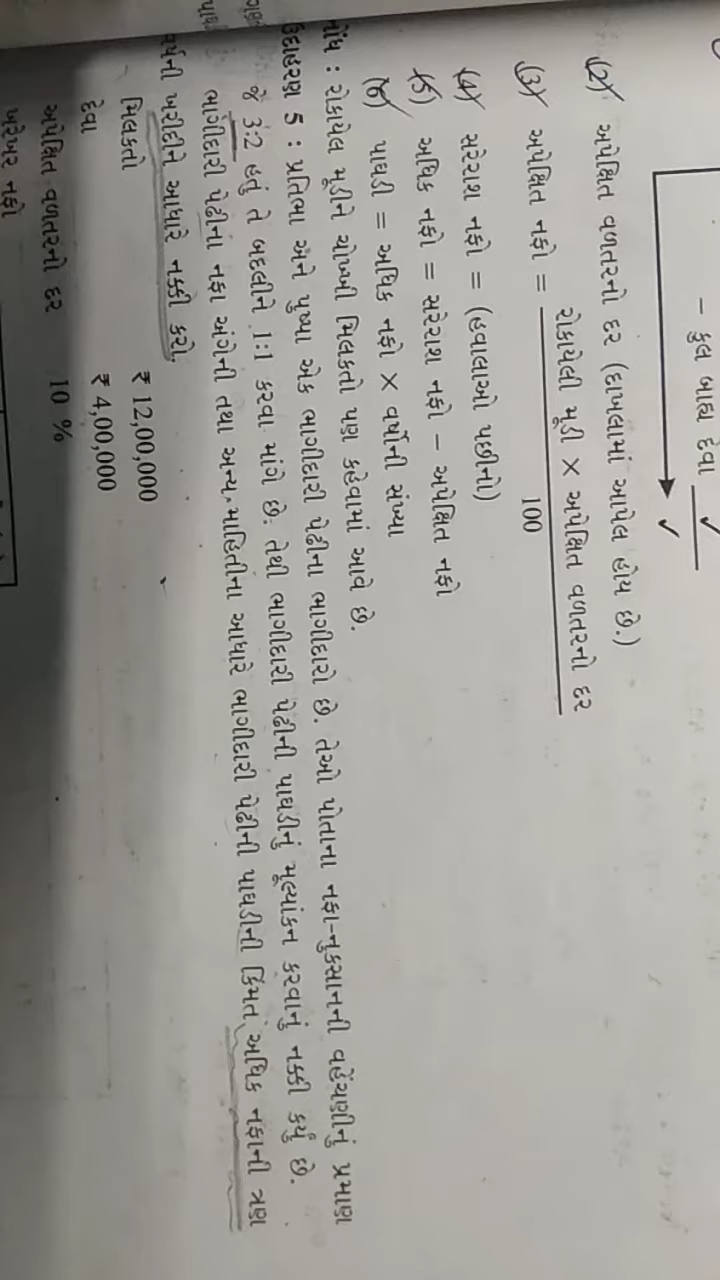 – કુલ બાહ્ય દેવા ✓
✓
(2) અપેક્ષિત વળતરનો દર (દાખલામાં આપેલ હોય છે.)
(3) અપેક્ષિત નફો = રોકાયેલી મૂડી × અપેક્ષિત વળતરનો દર
100
(4) સરેરાશ નફો = (હવાલાઓ પછીનો)
(5) અધિક નફો = સરેરાશ નફો – અપેક્ષિત નફો
(6) પાઘડી = અધિક નફો × વર્ષોની સંખ્યા
નોંધ : રોકાયેલ મૂડીને ચોખ્ખી મિલકતો પણ કહેવામાં આવે છે.
ઉદાહરણ 5 : પ્રતિભા અને પુષ્પા એક ભાગીદારી પેઢીના ભાગીદારો છે. તેઓ પોતાના નફા-નુકસાનની વહેંચણીનું પ્રમાણ
જે 3:2 હતું તે બદલીને 1:1 કરવા માંગે છે. તેથી ભાગીદારી પેઢીની પાઘડીનું મૂલ્યાંકન કરવાનું નક્કી કર્યું છે.
ભાગીદારી પેઢીના નફા અંગેની તથા અન્ય માહિતીના આધારે ભાગીદારી પેઢીની પાઘડીની કિંમત અધિક નફાની ત્રણ
વર્ષની ખરીદીને આધારે નક્કી કરો.
મિલકતો ₹ 12,00,000
દેવા ₹ 4,00,000
અપેક્ષિત વળતરનો દર 10 %
ખરેખર નફો